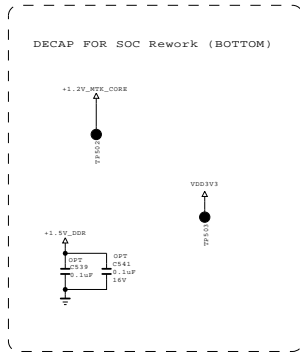 DECAP FOR SOC Rework (BOTTOM)
+1.2V_MTK_CORE
TP502
VDD3V3
TP503
+1.5V_DDR
OPT
C539
0.1uF
OPT
C541
0.1uF
16V